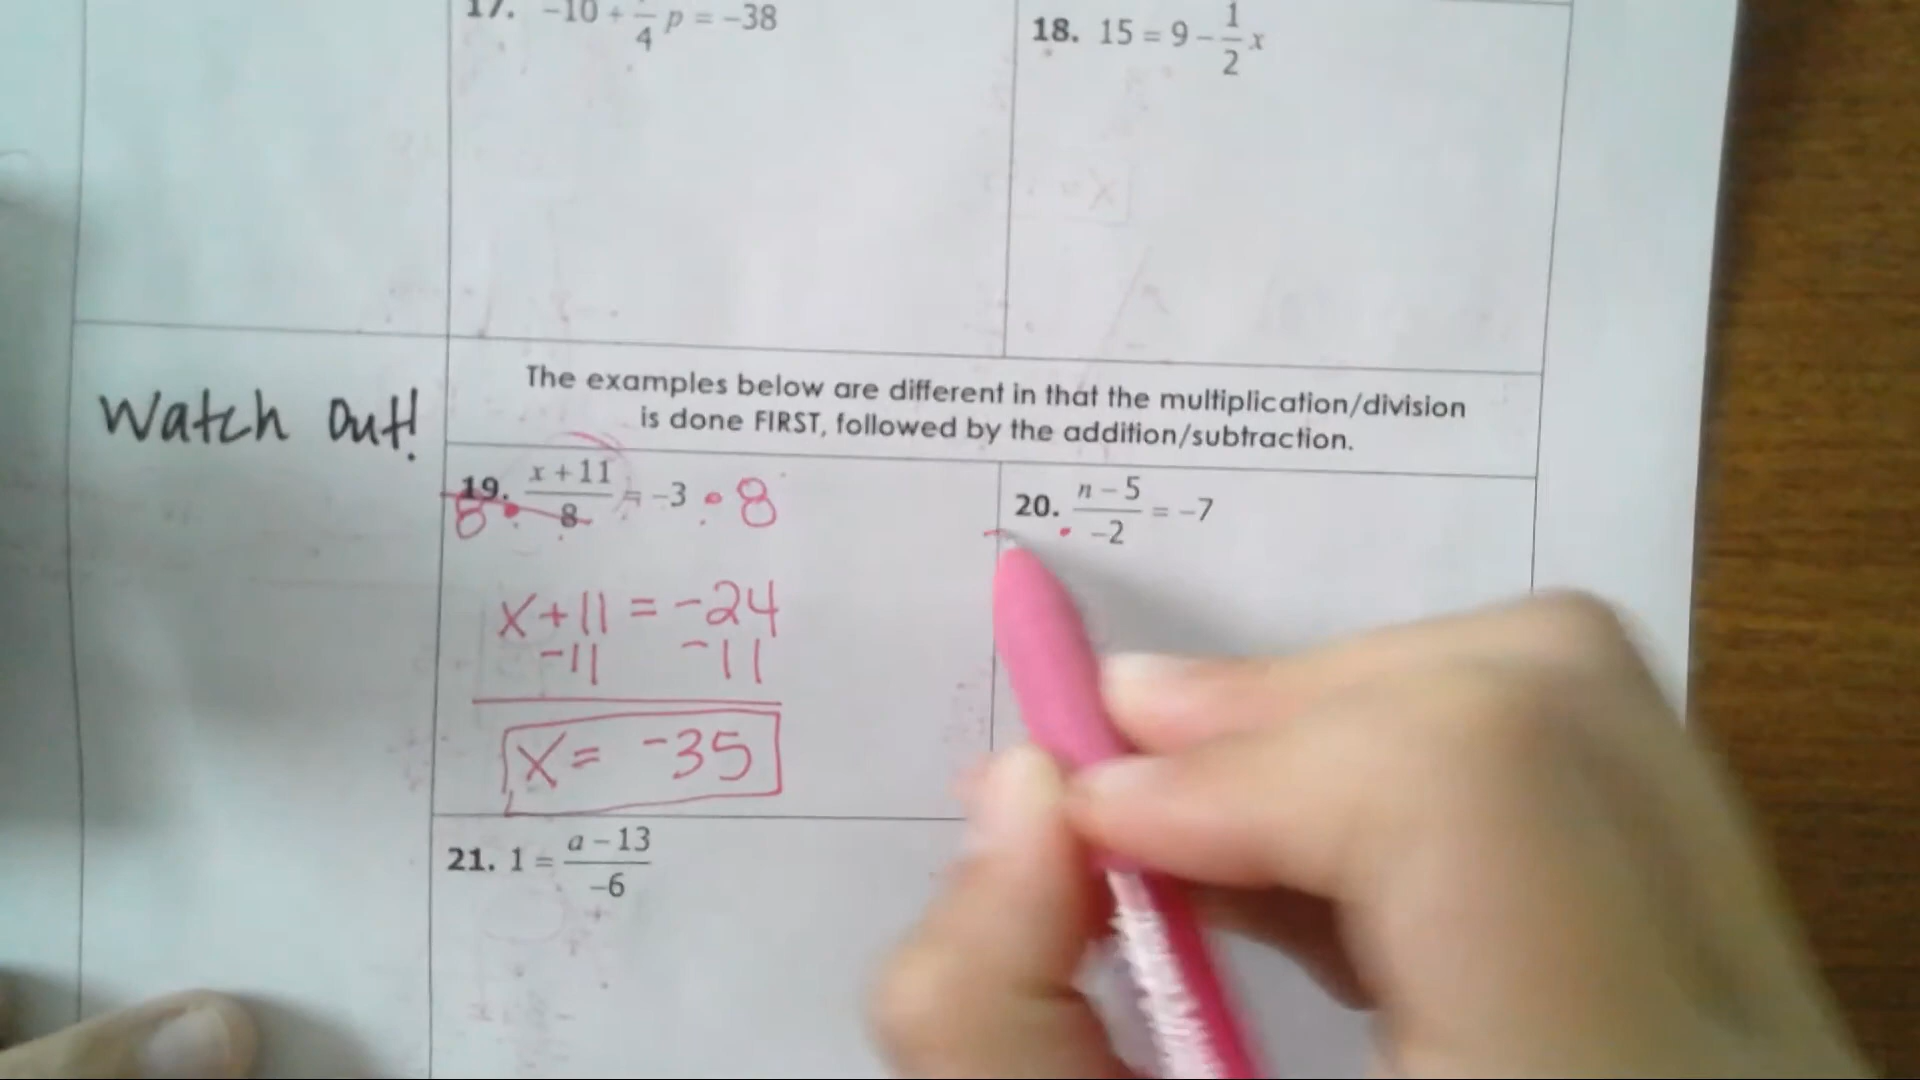 17. −10 + –/4 p = −38
18. 15 = 9 − 1/2 x
Watch Out!
The examples below are different in that the multiplication/division
is done FIRST, followed by the addition/subtraction.
19. (x + 11)/8 = −3 • 8
8 •
x + 11 = −24
−11 −11
x = −35
20. (n − 5)/−2 = −7
21. 1 = (a − 13)/−6